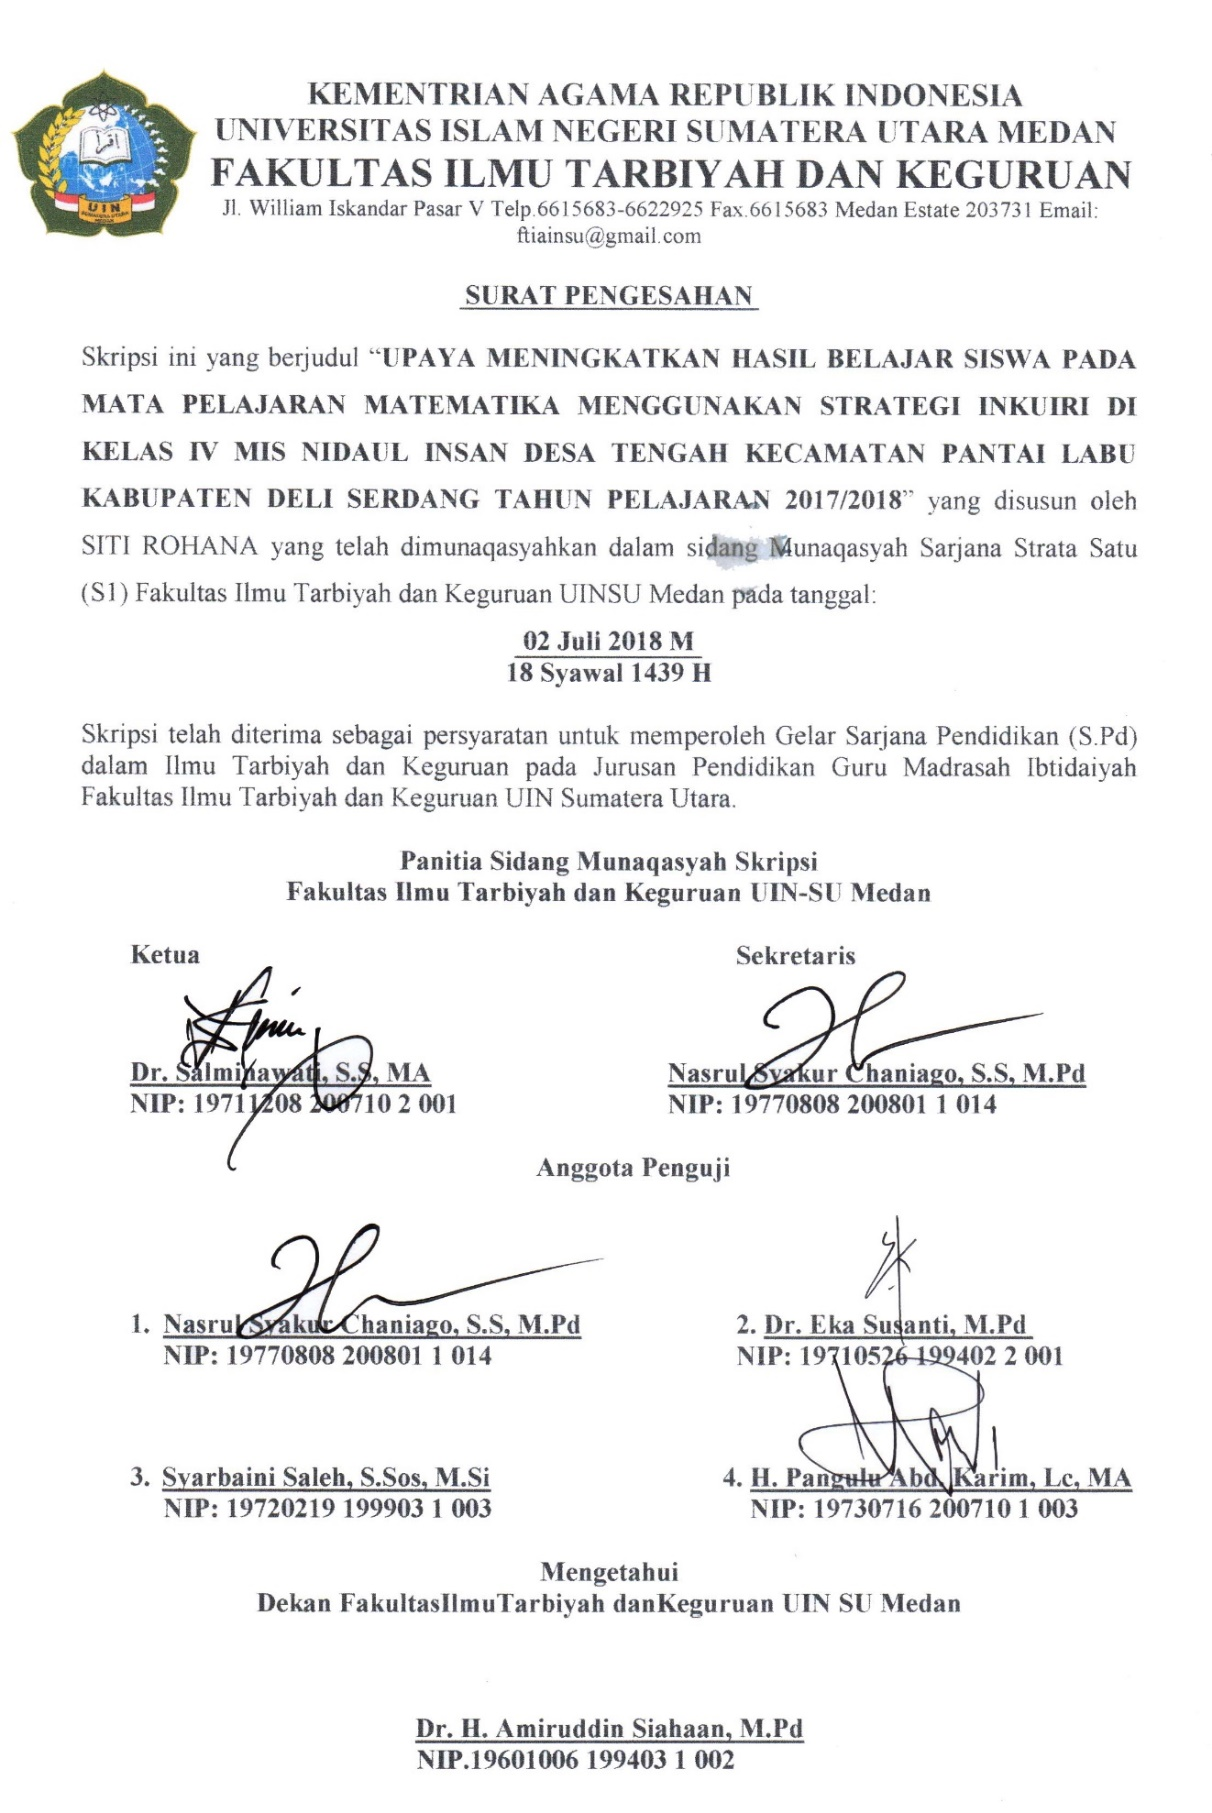 KEMENTRIAN AGAMA REPUBLIK INDONESIA
UNIVERSITAS ISLAM NEGERI SUMATERA UTARA MEDAN
FAKULTAS ILMU TARBIYAH DAN KEGURUAN
Jl. William Iskandar Pasar V Telp.6615683-6622925 Fax.6615683 Medan Estate 203731 Email:
ftiainsu@gmail.com
UIN
SUMATERA UTARA
MEDAN
SURAT PENGESAHAN
Skripsi ini yang berjudul “UPAYA MENINGKATKAN HASIL BELAJAR SISWA PADA
MATA PELAJARAN MATEMATIKA MENGGUNAKAN STRATEGI INKUIRI DI
KELAS IV MIS NIDAUL INSAN DESA TENGAH KECAMATAN PANTAI LABU
KABUPATEN DELI SERDANG TAHUN PELAJARAN 2017/2018” yang disusun oleh
SITI ROHANA yang telah dimunaqasyahkan dalam sidang Munaqasyah Sarjana Strata Satu
(S1) Fakultas Ilmu Tarbiyah dan Keguruan UINSU Medan pada tanggal:
02 Juli 2018 M
18 Syawal 1439 H
Skripsi telah diterima sebagai persyaratan untuk memperoleh Gelar Sarjana Pendidikan (S.Pd)
dalam Ilmu Tarbiyah dan Keguruan pada Jurusan Pendidikan Guru Madrasah Ibtidaiyah
Fakultas Ilmu Tarbiyah dan Keguruan UIN Sumatera Utara.
Panitia Sidang Munaqasyah Skripsi
Fakultas Ilmu Tarbiyah dan Keguruan UIN-SU Medan
Ketua
Sekretaris
Dr. Salminawati, S.S, MA
NIP: 19711208 200710 2 001
Nasrul Syakur Chaniago, S.S, M.Pd
NIP: 19770808 200801 1 014
Anggota Penguji
1. Nasrul Syakur Chaniago, S.S, M.Pd
NIP: 19770808 200801 1 014
2. Dr. Eka Susanti, M.Pd
NIP: 19710526 199402 2 001
3. Syarbaini Saleh, S.Sos, M.Si
NIP: 19720219 199903 1 003
4. H. Pangulu Abd. Karim, Lc, MA
NIP: 19730716 200710 1 003
Mengetahui
Dekan FakultasIlmuTarbiyah danKeguruan UIN SU Medan
Dr. H. Amiruddin Siahaan, M.Pd
NIP.19601006 199403 1 002